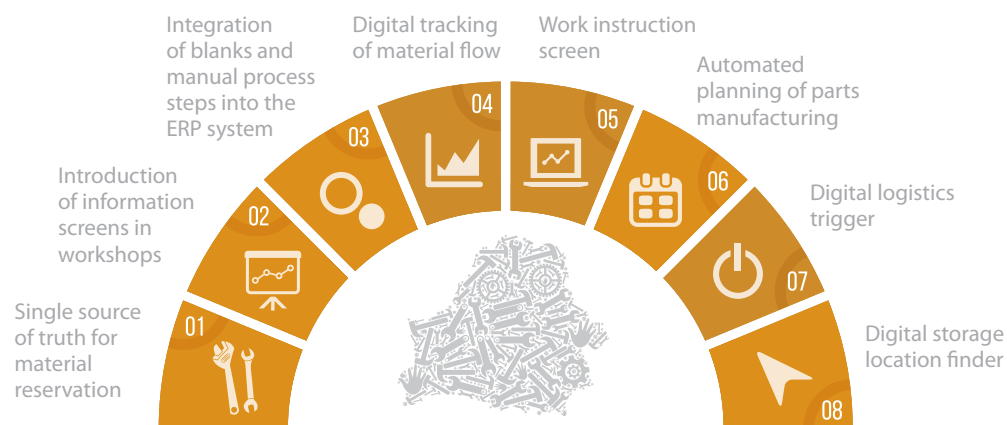 Single source
of truth for
material
reservation
01
Introduction
of information
screens in
workshops
02
Integration
of blanks and
manual process
steps into the
ERP system
03
Digital tracking
of material flow
04
Work instruction
screen
05
Automated
planning of parts
manufacturing
06
Digital logistics
trigger
07
Digital storage
location finder
08